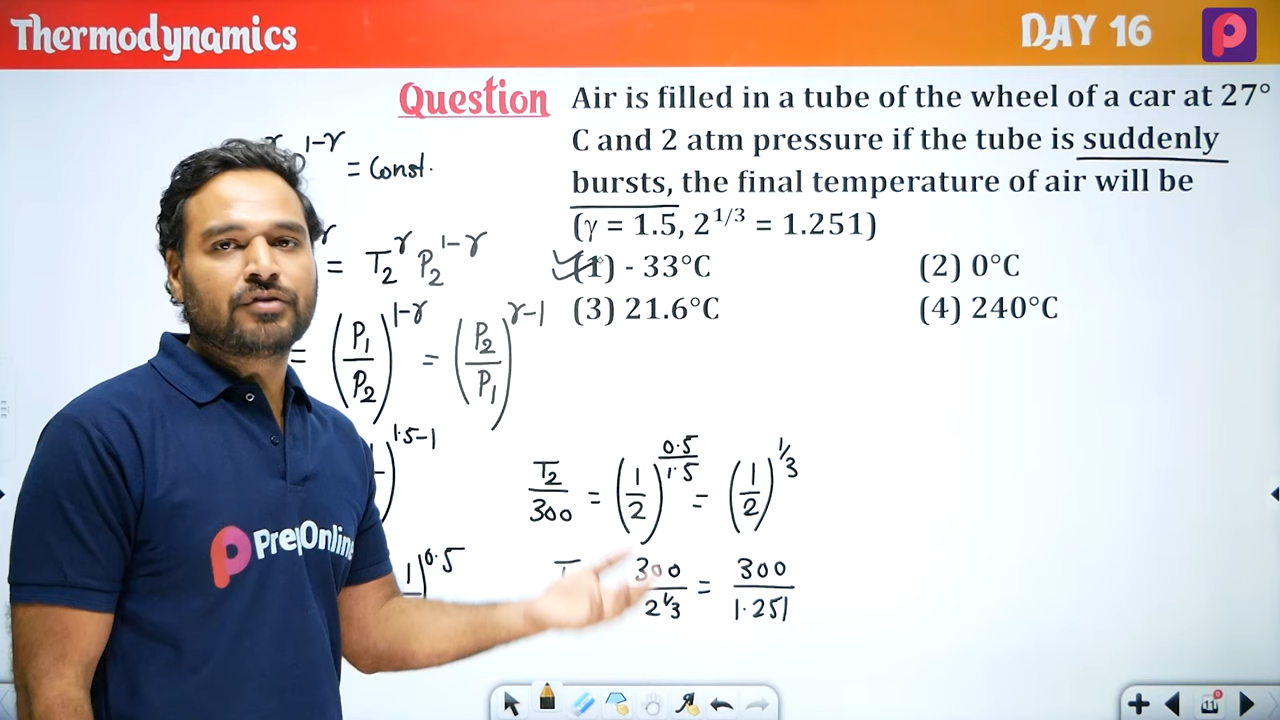 Thermodynamics
DAY 16
Question
Air is filled in a tube of the wheel of a car at 27°
C and 2 atm pressure if the tube is suddenly
bursts, the final temperature of air will be
(γ = 1.5, 2^{1/3} = 1.251)
(1) - 33°C
(2) 0°C
(3) 21.6°C
(4) 240°C
1-γ = Const.
= T₂^γ P₂^{1-γ}
= (P₁/P₂)^{1-γ} = (P₂/P₁)^{γ-1}
1.5-1
T₂/300 = (1/2)^{0.5/1.5} = (1/2)^{1/3}
1)^{0.5}
300/2^{1/3} = 300/1.251
PrepOnline
11